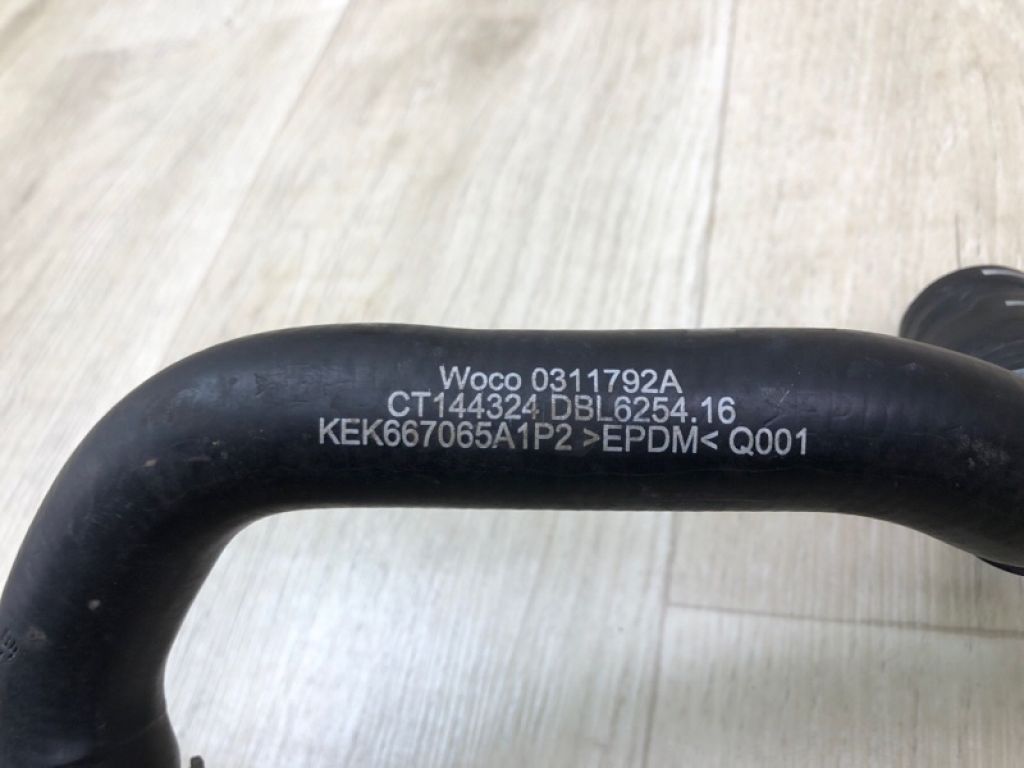 Woco 0311792A
CT144324 DBL6254.16
KEK667065A1P2 >EPDM< Q001